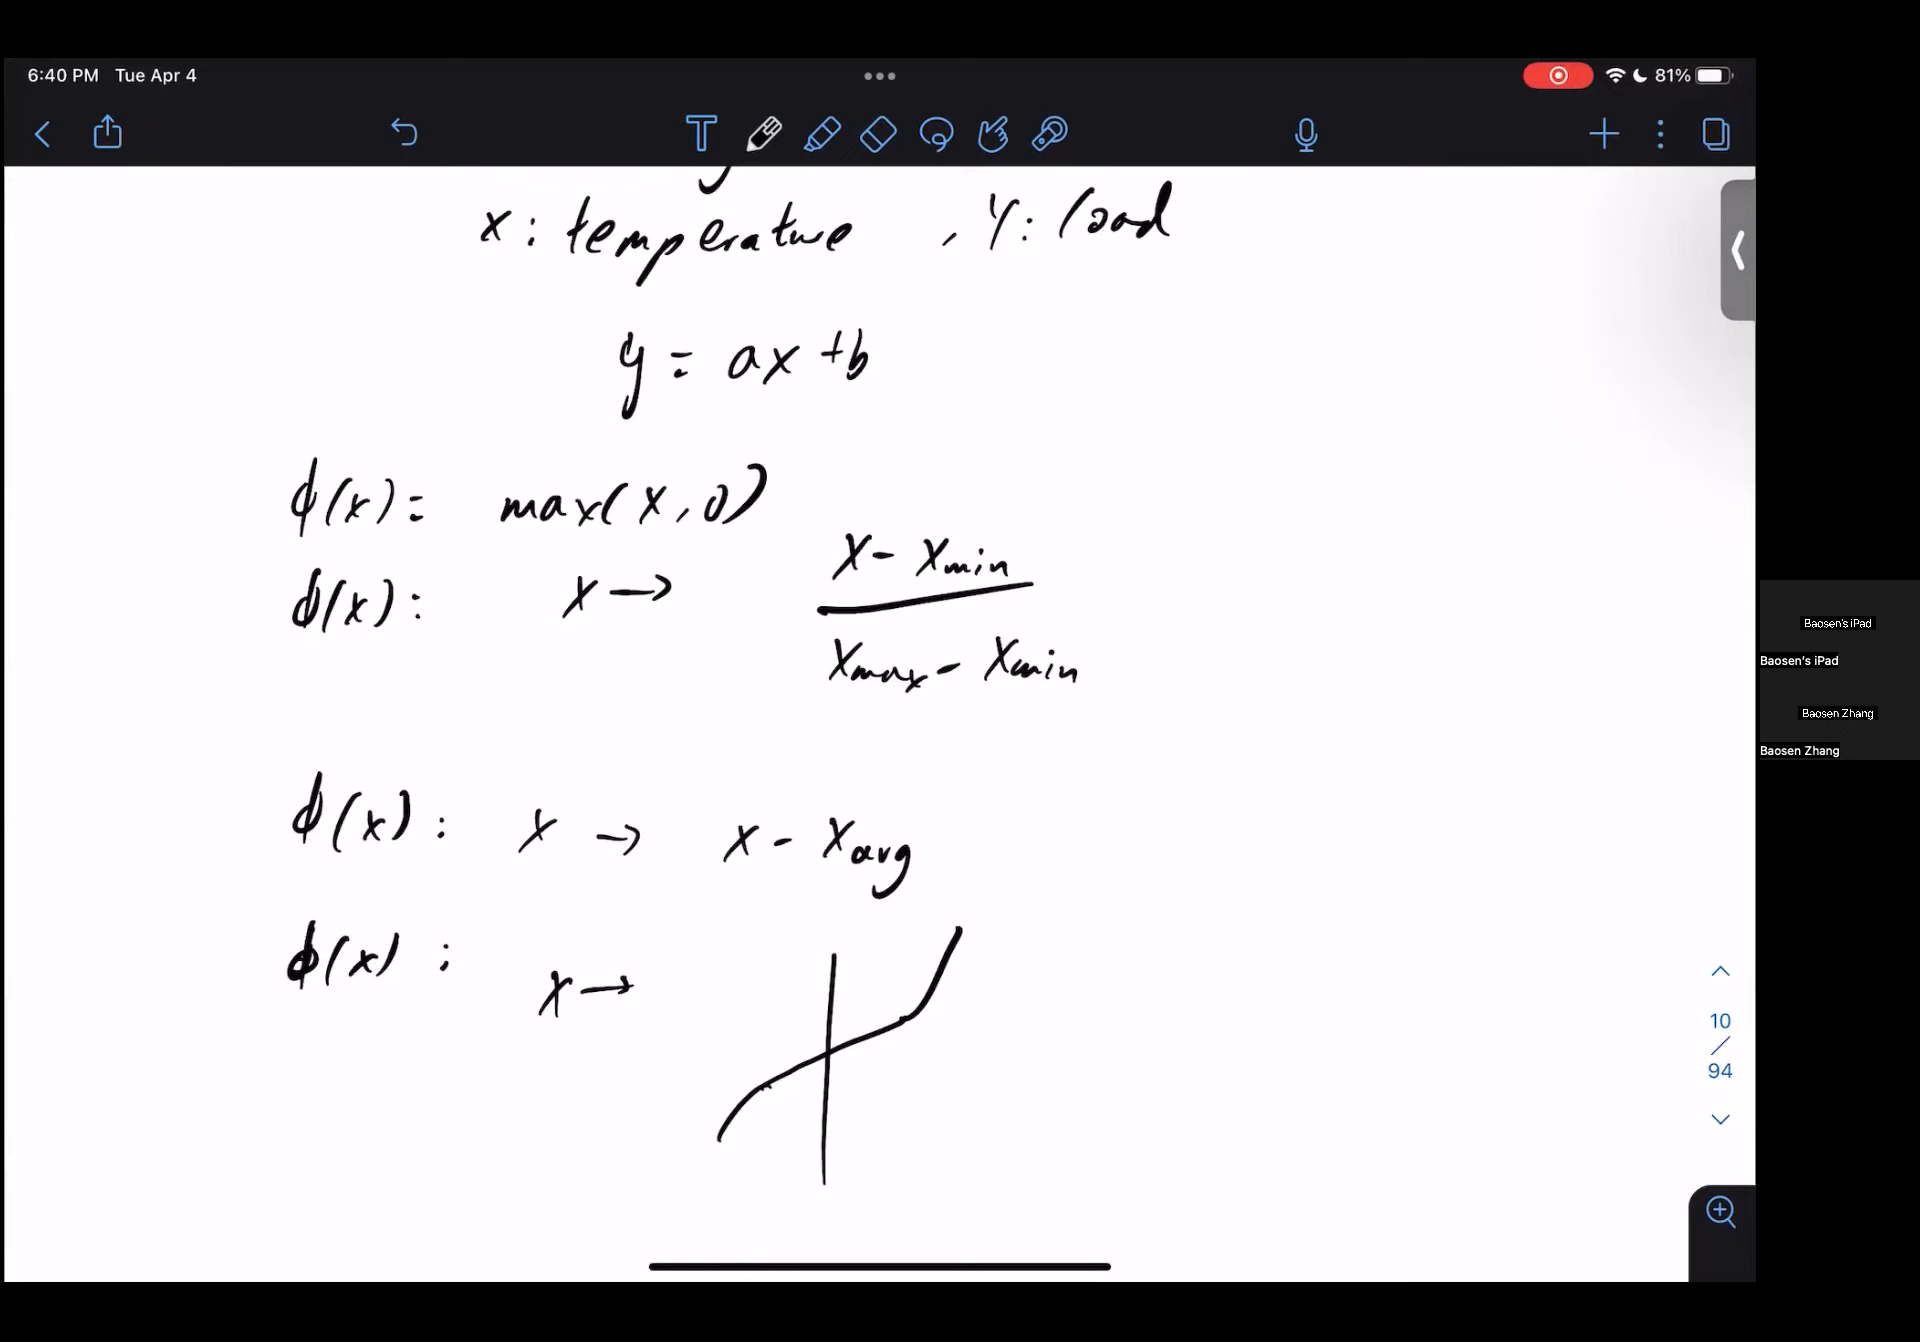 6:40 PM Tue Apr 4
81%
x : temperature , Y: load
y = ax + b
ϕ(x) = max(x, 0)
ϕ(x) : x → x - xmin
xmax - xmin
ϕ(x) : x → x - xavg
ϕ(x) : x →
10
/
94
Baosen's iPad
Baosen's iPad
Baosen Zhang
Baosen Zhang